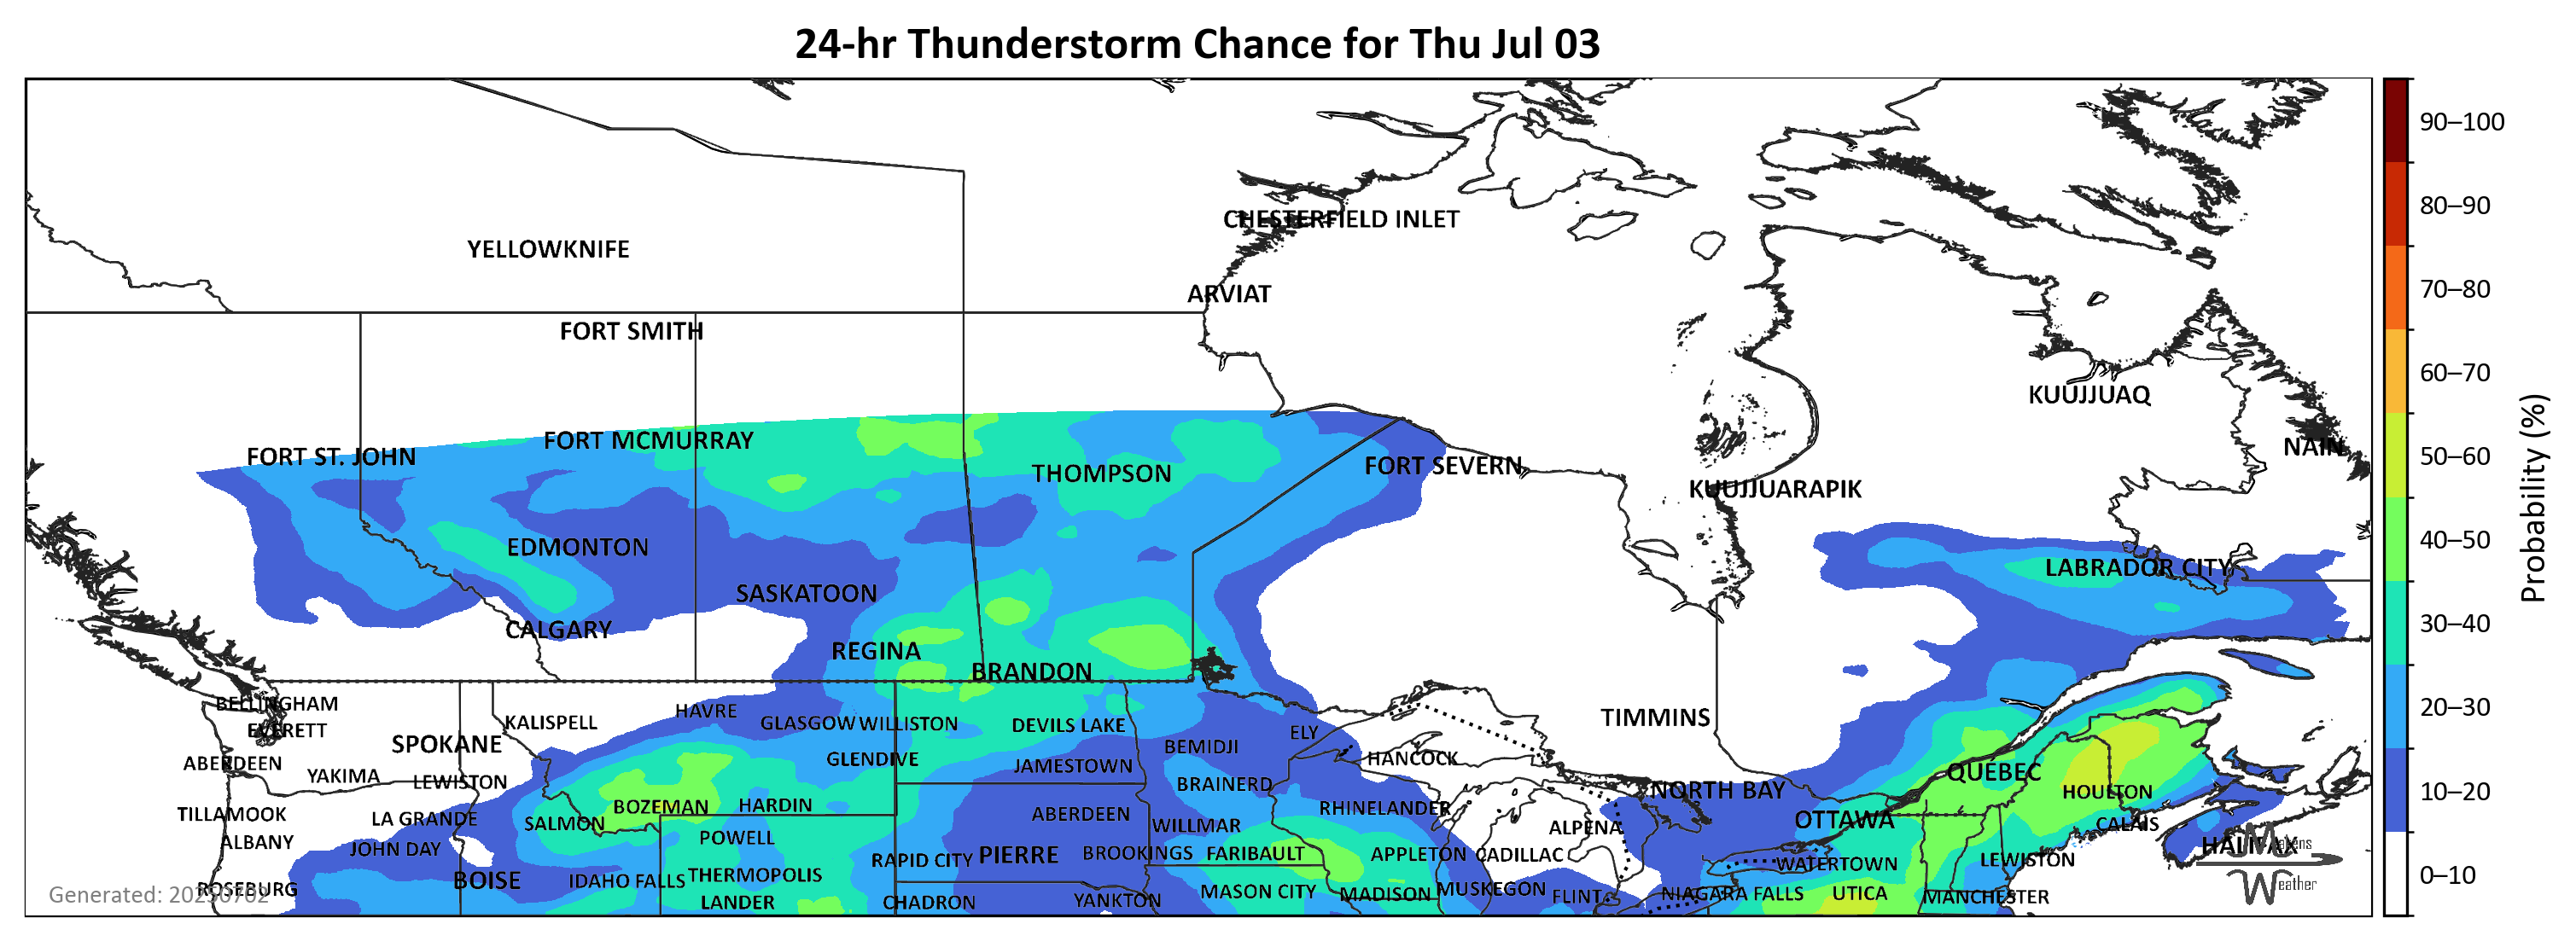 24-hr Thunderstorm Chance for Thu Jul 03
90–100
80–90
70–80
60–70
50–60
40–50
30–40
20–30
10–20
0–10
Probability (%)
CHESTERFIELD INLET
YELLOWKNIFE
ARVIAT
FORT SMITH
KUUJJUAQ
FORT MCMURRAY
NAIN
FORT ST. JOHN
FORT SEVERN
THOMPSON
KUUJJUARAPIK
EDMONTON
LABRADOR CITY
SASKATOON
CALGARY
REGINA
BRANDON
BELLINGHAM
HAVRE
TIMMINS
KALISPELL
GLASGOW
WILLISTON
DEVILS LAKE
EVERETT
ELY
SPOKANE
BEMIDJI
GLENDIVE
HANCOCK
ABERDEEN
JAMESTOWN
QUÉBEC
YAKIMA
LEWISTON
BRAINERD
NORTH BAY
HOULTON
BOZEMAN
HARDIN
RHINELANDER
TILLAMOOK
LA GRANDE
SALMON
ABERDEEN
WILLMAR
ALPENA
OTTAWA
CALAIS
ALBANY
POWELL
JOHN DAY
RAPID CITY
PIERRE
BROOKINGS
FARIBAULT
APPLETON
CADILLAC
WATERTOWN
LEWISTON
HALIFAX
Makens
Weather
BOISE
IDAHO FALLS
THERMOPOLIS
ROSEBURG
Generated: 20250702
LANDER
CHADRON
YANKTON
MASON CITY
MADISON
MUSKEGON
FLINT
NIAGARA FALLS
UTICA
MANCHESTER